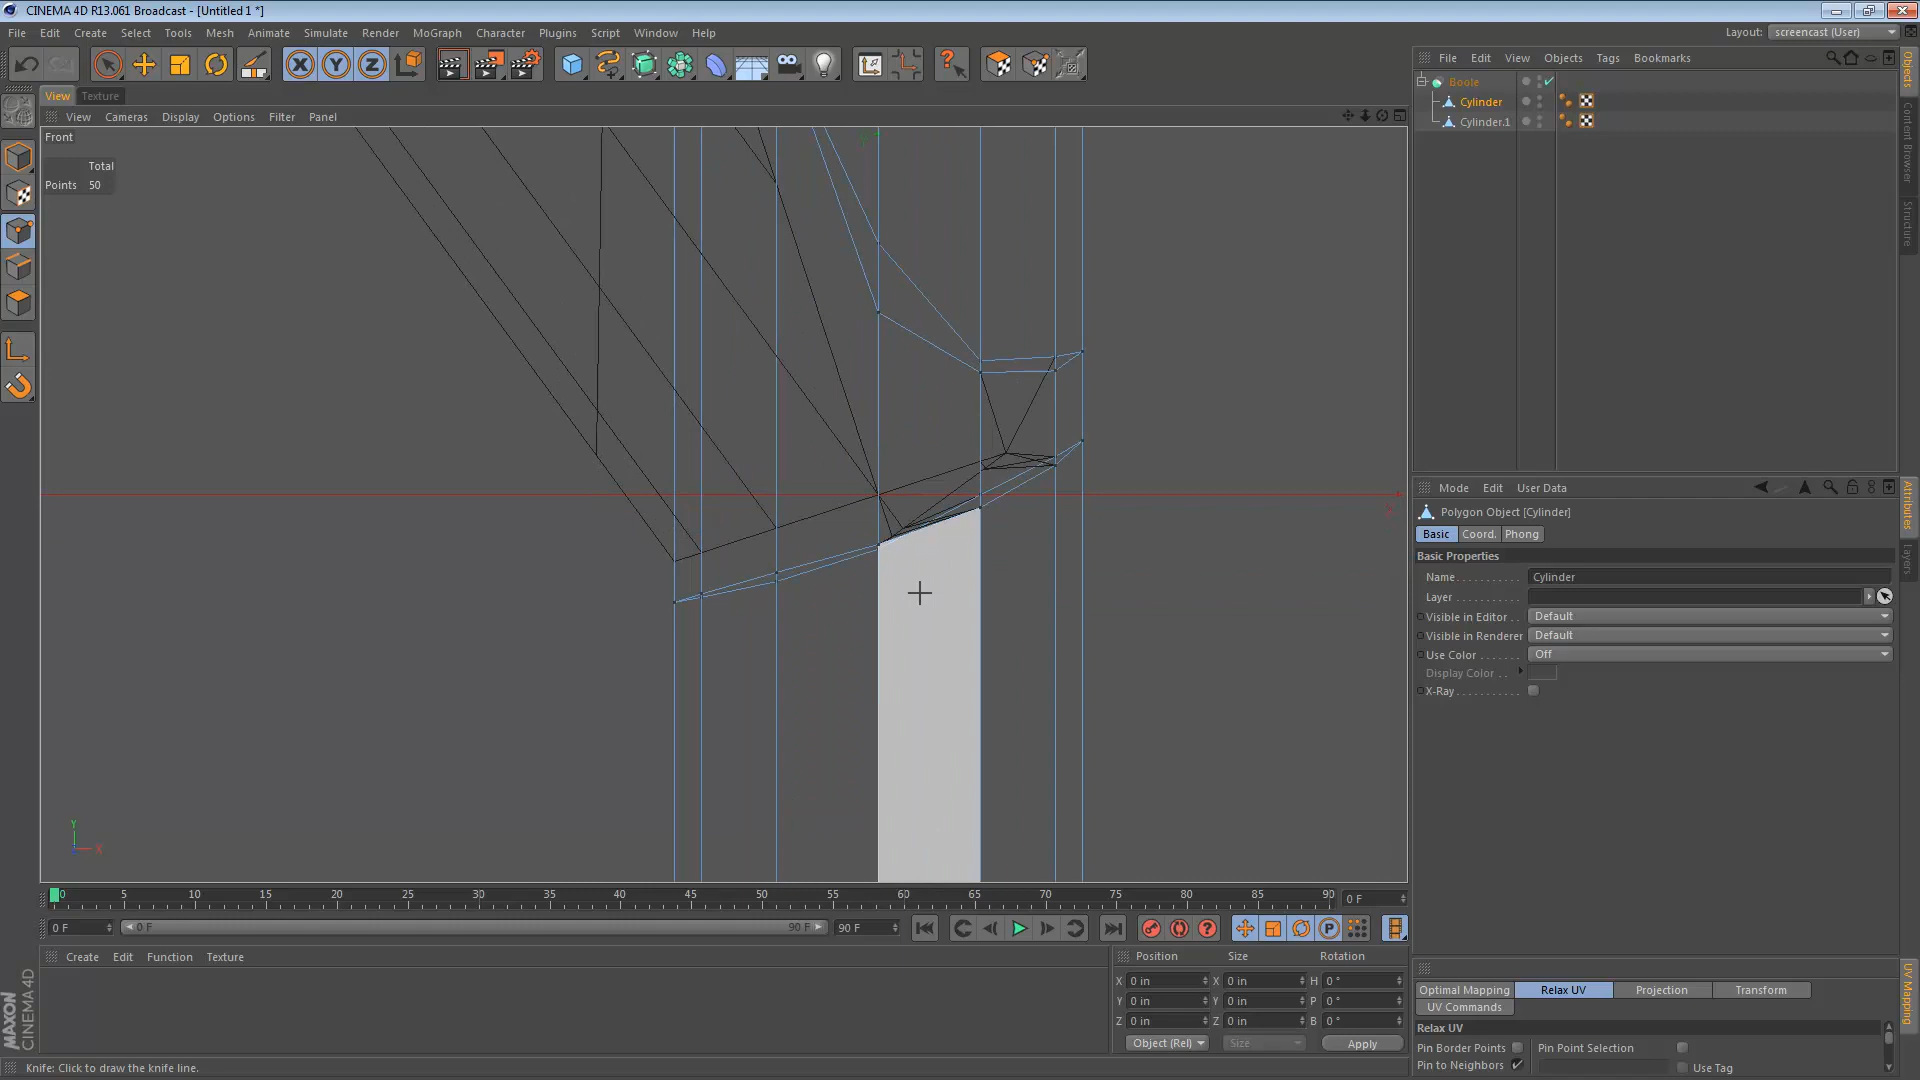 CINEMA 4D R13.061 Broadcast - [Untitled 1 *]
File Edit Create Select Tools Mesh Animate Simulate Render MoGraph Character Plugins Script Window Help
Layout: screencast (User)
X Y Z
File Edit View Objects Tags Bookmarks
Boole
Cylinder
Cylinder.1
Objects
Content Browser
Structure
View Texture
View Cameras Display Options Filter Panel
Front
Total
Points 50
Y
X
Mode Edit User Data
Polygon Object [Cylinder]
Basic Coord. Phong
Basic Properties
Name Cylinder
Layer
Visible in Editor Default
Visible in Renderer Default
Use Color Off
Display Color
X-Ray
Attributes
Layers
0 5 10 15 20 25 30 35 40 45 50 55 60 65 70 75 80 85 90 0 F
0 F 0 F 90 F 90 F
P
Create Edit Function Texture
Position Size Rotation
X 0 in X 0 in H 0 °
Y 0 in Y 0 in P 0 °
Z 0 in Z 0 in B 0 °
Object (Rel) Size Apply
Optimal Mapping Relax UV Projection Transform
UV Commands
Relax UV
Pin Border Points Pin Point Selection
Pin to Neighbors Use Tag
UV Mapping
MAXON
CINEMA 4D
Knife: Click to draw the knife line.